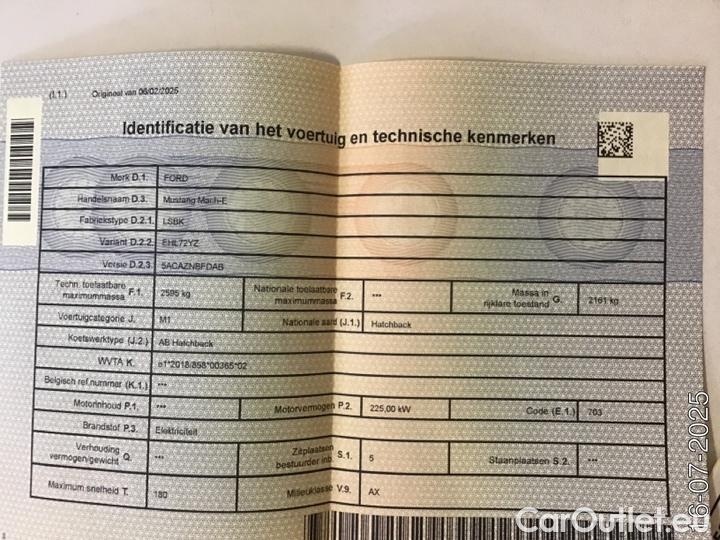 (I.1.) Origineel van 06/02/2025
Identificatie van het voertuig en technische kenmerken
Merk D.1. FORD
Handelsnaam D.3. Mustang Mach-E
Fabriekstype D.2.1. LSBK
Variant D.2.2. EHL72YZ
Versie D.2.3. 5ACAZNBFDAB
Techn. toelaatbare maximummassa F.1. 2595 kg Nationale toelaatbare maximummassa F.2. *** Massa in rijklare toestand G. 2161 kg
Voertuigcategorie J. M1 Nationale aard (J.1.) Hatchback
Koetswerktype (J.2.) AB Hatchback
WVTA K. e1*2018/858*00365*02
Belgisch ref.nummer (K.1.) ***
Motorinhoud P.1. *** Motorvermogen P.2. 225,00 kW Code (E.1.) 703
Brandstof P.3. Elektriciteit
Verhouding vermogen/gewicht Q. *** Zitplaatsen bestuurder inb. S.1. 5 Staanplaatsen S.2. ***
Maximum snelheid T. 180 Milieuklasse V.9. AX
6-07-2025
CarOutlet.eu